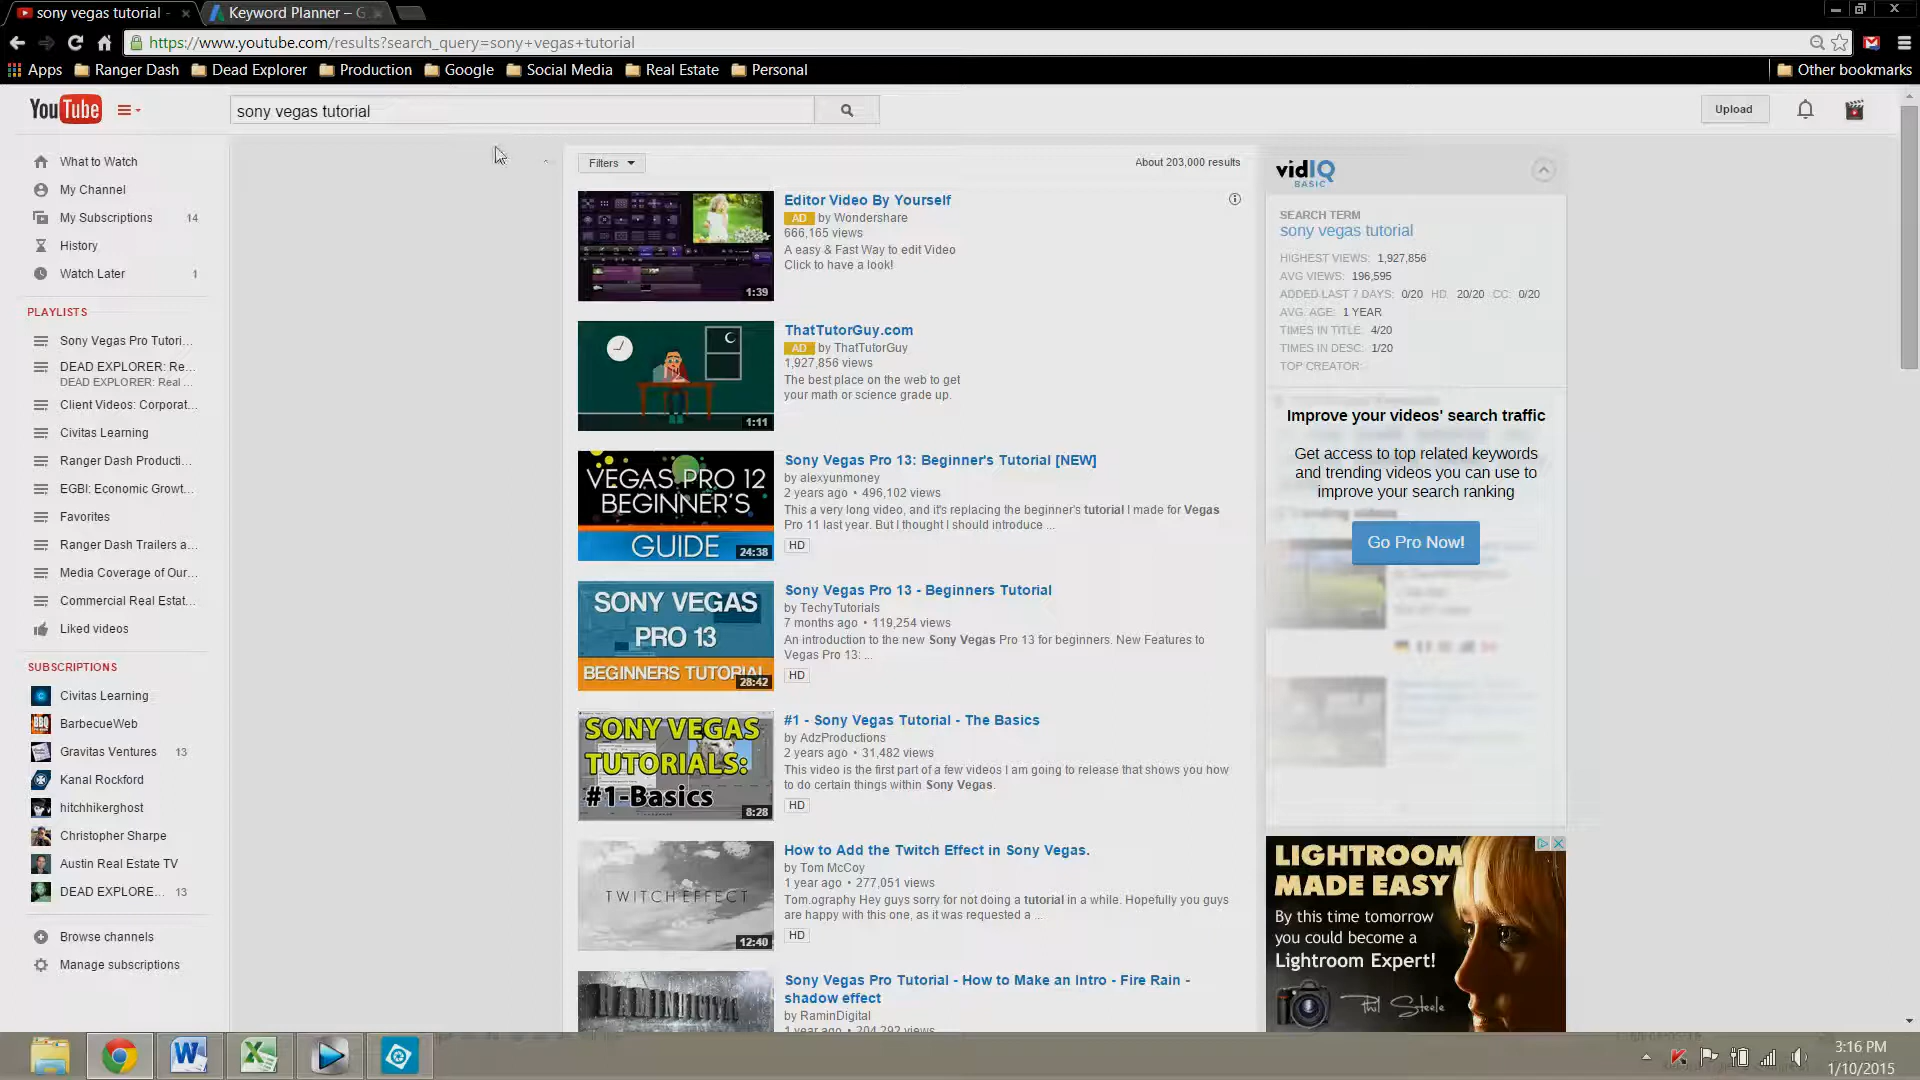 sony vegas tutorial -
Keyword Planner – G
https://www.youtube.com/results?search_query=sony+vegas+tutorial
Apps
Ranger Dash
Dead Explorer
Production
Google
Social Media
Real Estate
Personal
Other bookmarks
YouTube
sony vegas tutorial
Upload
What to Watch
My Channel
My Subscriptions 14
History
Watch Later 1
PLAYLISTS
Sony Vegas Pro Tutori...
DEAD EXPLORER: Re...
DEAD EXPLORER: Real ...
Client Videos: Corporat...
Civitas Learning
Ranger Dash Producti...
EGBI: Economic Growt...
Favorites
Ranger Dash Trailers a...
Media Coverage of Our...
Commercial Real Estat...
Liked videos
SUBSCRIPTIONS
Civitas Learning
BarbecueWeb
Gravitas Ventures 13
Kanal Rockford
hitchhikerghost
Christopher Sharpe
Austin Real Estate TV
DEAD EXPLORE... 13
Browse channels
Manage subscriptions
Filters
About 203,000 results
1:39
Editor Video By Yourself
AD by Wondershare
666,165 views
A easy & Fast Way to edit Video
Click to have a look!
1:11
ThatTutorGuy.com
AD by ThatTutorGuy
1,927,856 views
The best place on the web to get
your math or science grade up.
VEGAS PRO 12
BEGINNER'S
GUIDE
24:38
Sony Vegas Pro 13: Beginner's Tutorial [NEW]
by alexyunmoney
2 years ago • 496,102 views
This a very long video, and it's replacing the beginner's tutorial I made for Vegas
Pro 11 last year. But I thought I should introduce ...
HD
SONY VEGAS
PRO 13
BEGINNERS TUTORIAL
28:42
Sony Vegas Pro 13 - Beginners Tutorial
by TechyTutorials
7 months ago • 119,254 views
An introduction to the new Sony Vegas Pro 13 for beginners. New Features to
Vegas Pro 13: ...
HD
SONY VEGAS
TUTORIALS:
#1-Basics
8:28
#1 - Sony Vegas Tutorial - The Basics
by AdzProductions
2 years ago • 31,482 views
This video is the first part of a few videos I am going to release that shows you how
to do certain things within Sony Vegas.
HD
TWITCH EFFECT
12:40
How to Add the Twitch Effect in Sony Vegas.
by Tom McCoy
1 year ago • 277,051 views
Tom.ography Hey guys sorry for not doing a tutorial in a while. Hopefully you guys
are happy with this one, as it was requested a ...
HD
Sony Vegas Pro Tutorial - How to Make an Intro - Fire Rain -
shadow effect
by RaminDigital
1 year ago • 204,292 views
vidIQ
BASIC
SEARCH TERM
sony vegas tutorial
HIGHEST VIEWS: 1,927,856
AVG VIEWS: 196,595
ADDED LAST 7 DAYS: 0/20 HD: 20/20 CC: 0/20
AVG. AGE: 1 YEAR
TIMES IN TITLE: 4/20
TIMES IN DESC: 1/20
TOP CREATOR:
Improve your videos' search traffic
Get access to top related keywords
and trending videos you can use to
improve your search ranking
Go Pro Now!
LIGHTROOM
MADE EASY
By this time tomorrow
you could become a
Lightroom Expert!
Phil Steele
3:16 PM
1/10/2015